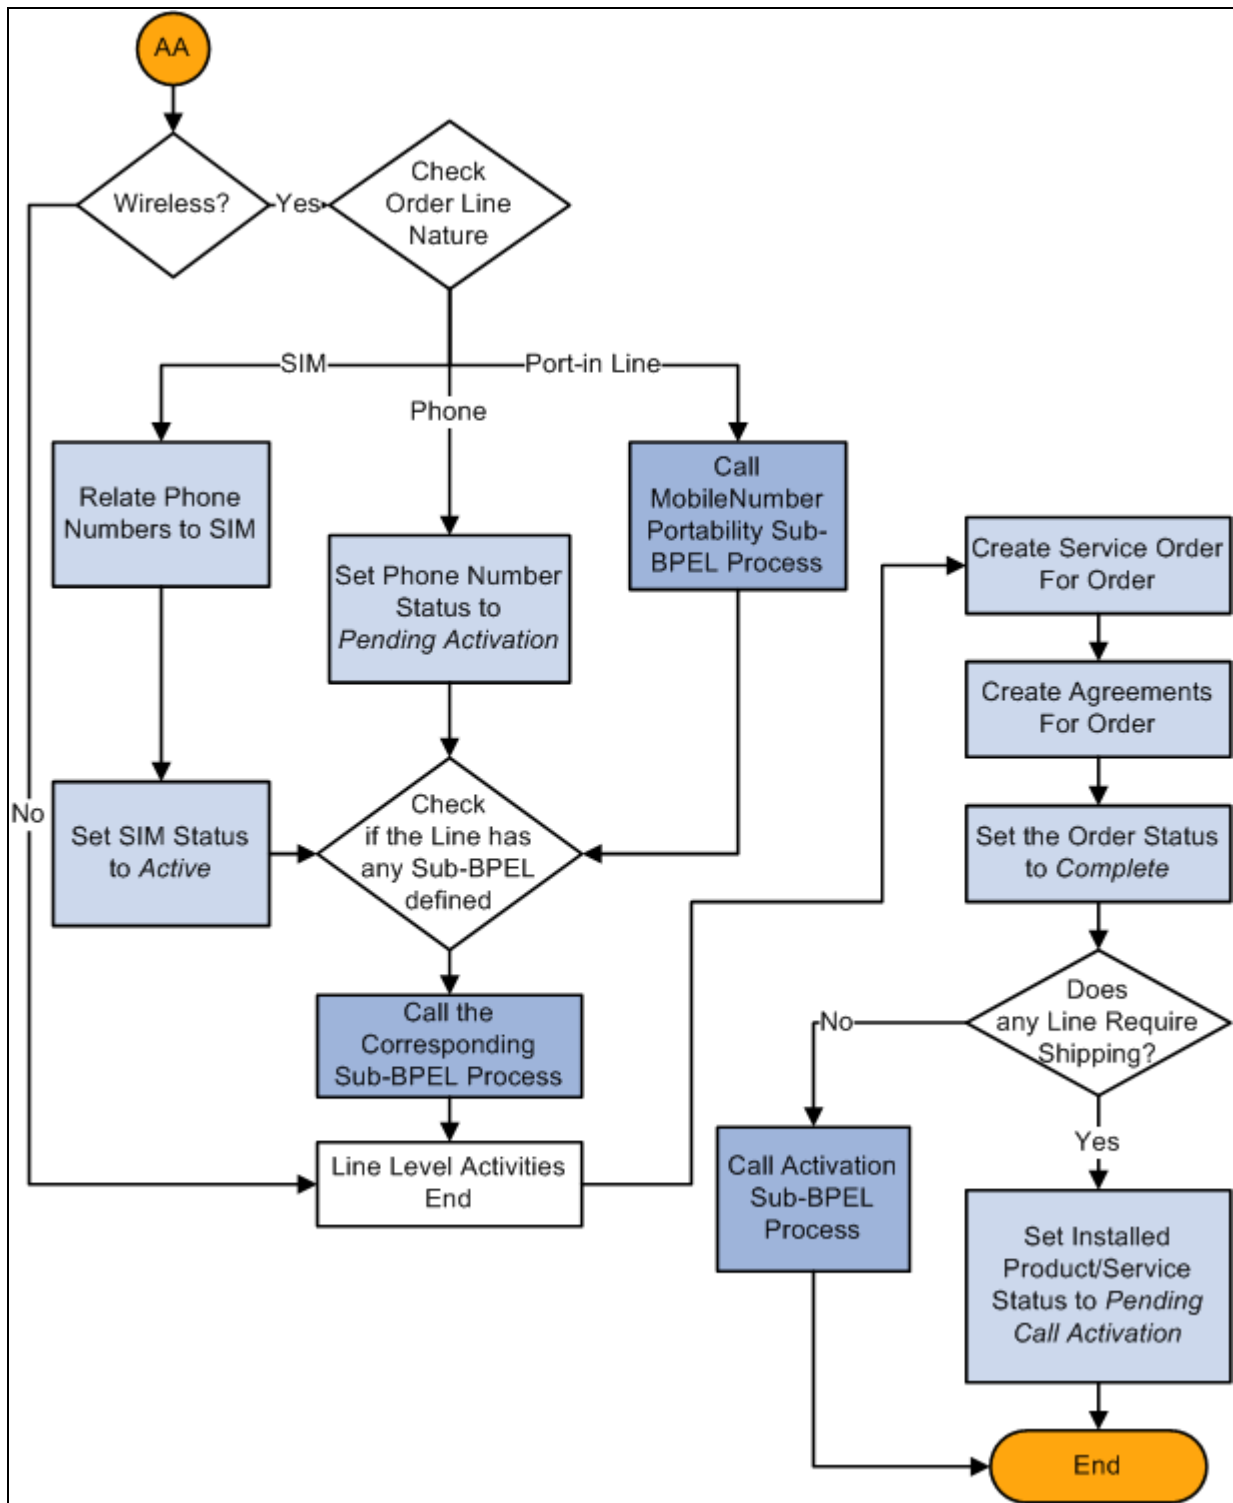 AA
Wireless?
Yes
Check
Order Line
Nature
SIM
Port-in Line
Phone
Relate Phone
Numbers to SIM
Call
MobileNumber
Portability Sub-
BPEL Process
Set Phone Number
Status to
Pending Activation
Create Service Order
For Order
Create Agreements
For Order
No
Set SIM Status
to Active
Check
if the Line has
any Sub-BPEL
defined
Set the Order Status
to Complete
Call the
Corresponding
Sub-BPEL Process
Does
any Line Require
Shipping?
No
Yes
Line Level Activities
End
Call Activation
Sub-BPEL
Process
Set Installed
Product/Service
Status to Pending
Call Activation
End